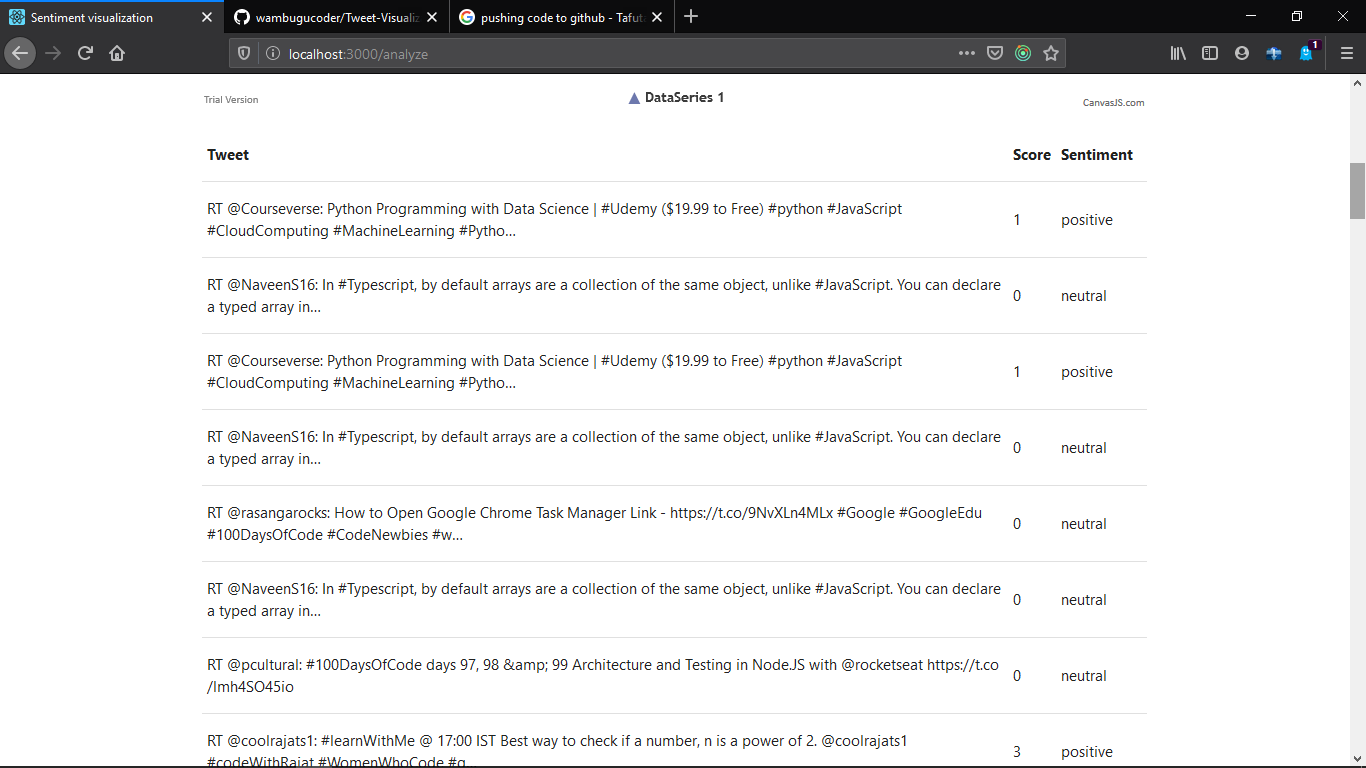 Sentiment visualization
wambugucoder/Tweet-Visualiz
pushing code to github - Tafut
localhost:3000/analyze
1
Trial Version
DataSeries 1
CanvasJS.com
Tweet Score Sentiment
RT @Courseverse: Python Programming with Data Science | #Udemy ($19.99 to Free) #python #JavaScript
#CloudComputing #MachineLearning #Pytho…
1 positive
RT @NaveenS16: In #Typescript, by default arrays are a collection of the same object, unlike #JavaScript. You can declare
a typed array in…
0 neutral
RT @Courseverse: Python Programming with Data Science | #Udemy ($19.99 to Free) #python #JavaScript
#CloudComputing #MachineLearning #Pytho…
1 positive
RT @NaveenS16: In #Typescript, by default arrays are a collection of the same object, unlike #JavaScript. You can declare
a typed array in…
0 neutral
RT @rasangarocks: How to Open Google Chrome Task Manager Link - https://t.co/9NvXLn4MLx #Google #GoogleEdu
#100DaysOfCode #CodeNewbies #w…
0 neutral
RT @NaveenS16: In #Typescript, by default arrays are a collection of the same object, unlike #JavaScript. You can declare
a typed array in…
0 neutral
RT @pcultural: #100DaysOfCode days 97, 98 &amp; 99 Architecture and Testing in NodeJS with @rocketseat https://t.co
/lmh4SO45io
0 neutral
RT @coolrajats1: #learnWithMe @ 17:00 IST Best way to check if a number, n is a power of 2. @coolrajats1
#codeWithRajat #WomenWhoCode #g…
3 positive